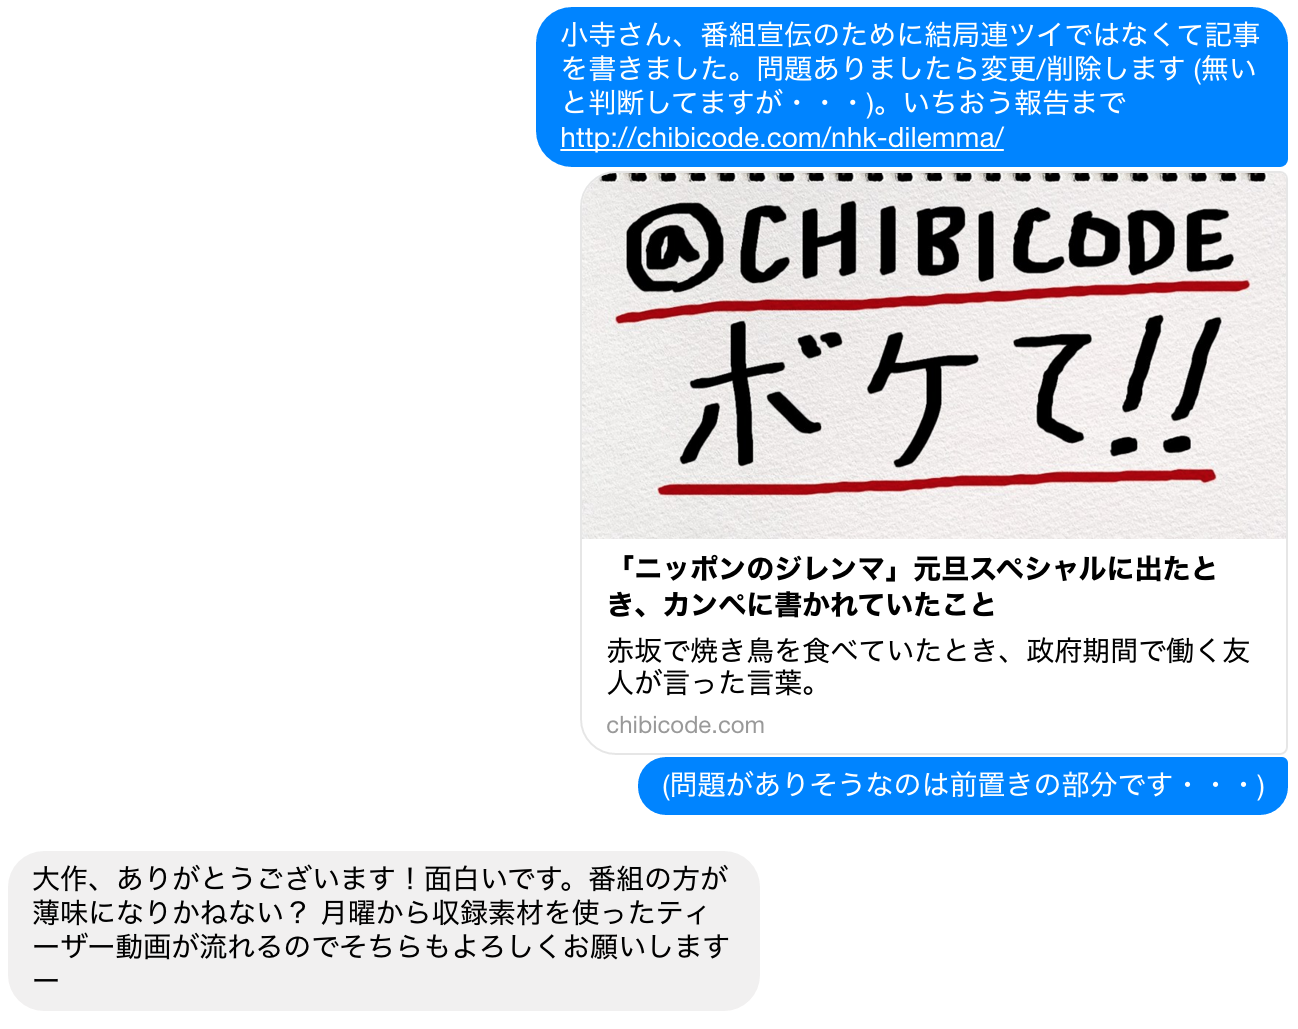 小寺さん、番組宣伝のために結局連ツイではなくて記事
を書きました。問題ありましたら変更/削除します (無い
と判断してますが・・・)。いちおう報告まで
http://chibicode.com/nhk-dilemma/
@CHIBICODE
ボケて!!
「ニッポンのジレンマ」元旦スペシャルに出たと
き、カンペに書かれていたこと
赤坂で焼き鳥を食べていたとき、政府期間で働く友
人が言った言葉。
chibicode.com
(問題がありそうなのは前置きの部分です・・・)
大作、ありがとうございます！面白いです。番組の方が
薄味になりかねない？ 月曜から収録素材を使ったティ
ーザー動画が流れるのでそちらもよろしくお願いします
ー